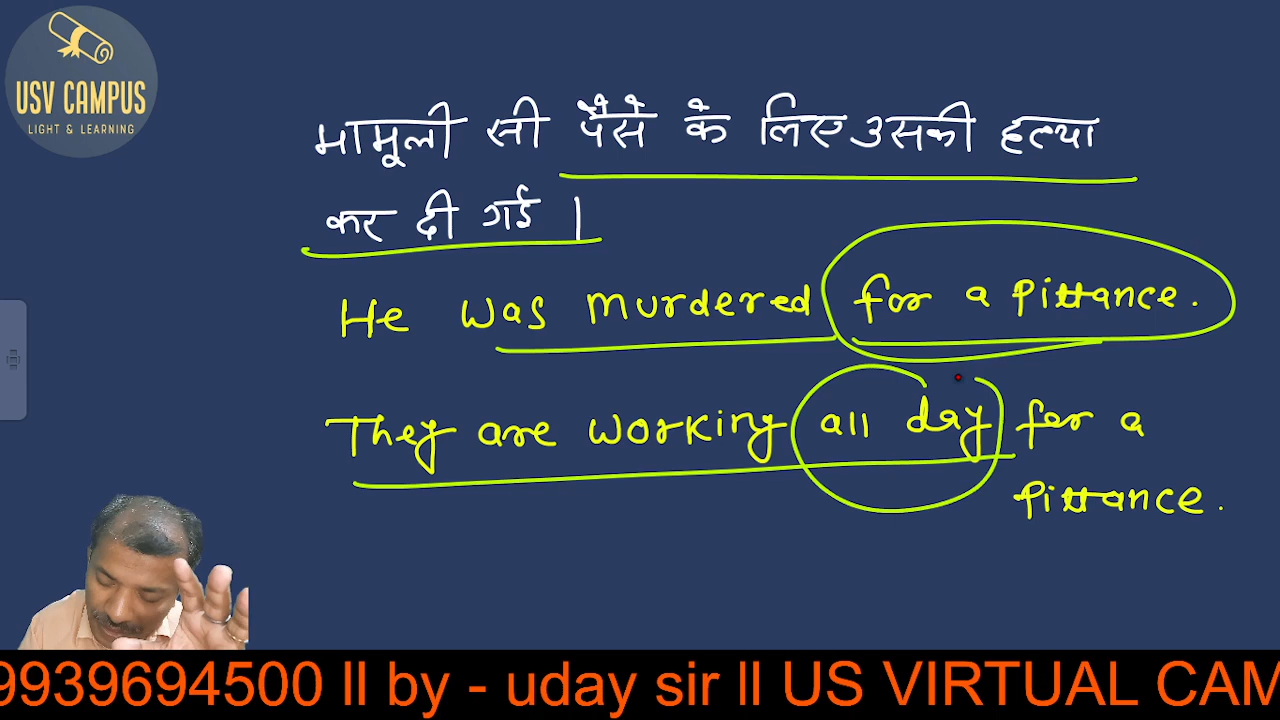 USV CAMPUS
LIGHT & LEARNING
मामूली सी पैसे के लिए उसकी हत्या
कर दी गई।
He was murdered for a pittance.
They are working all day for a
pittance.
9939694500 ll by - uday sir ll US VIRTUAL CAM